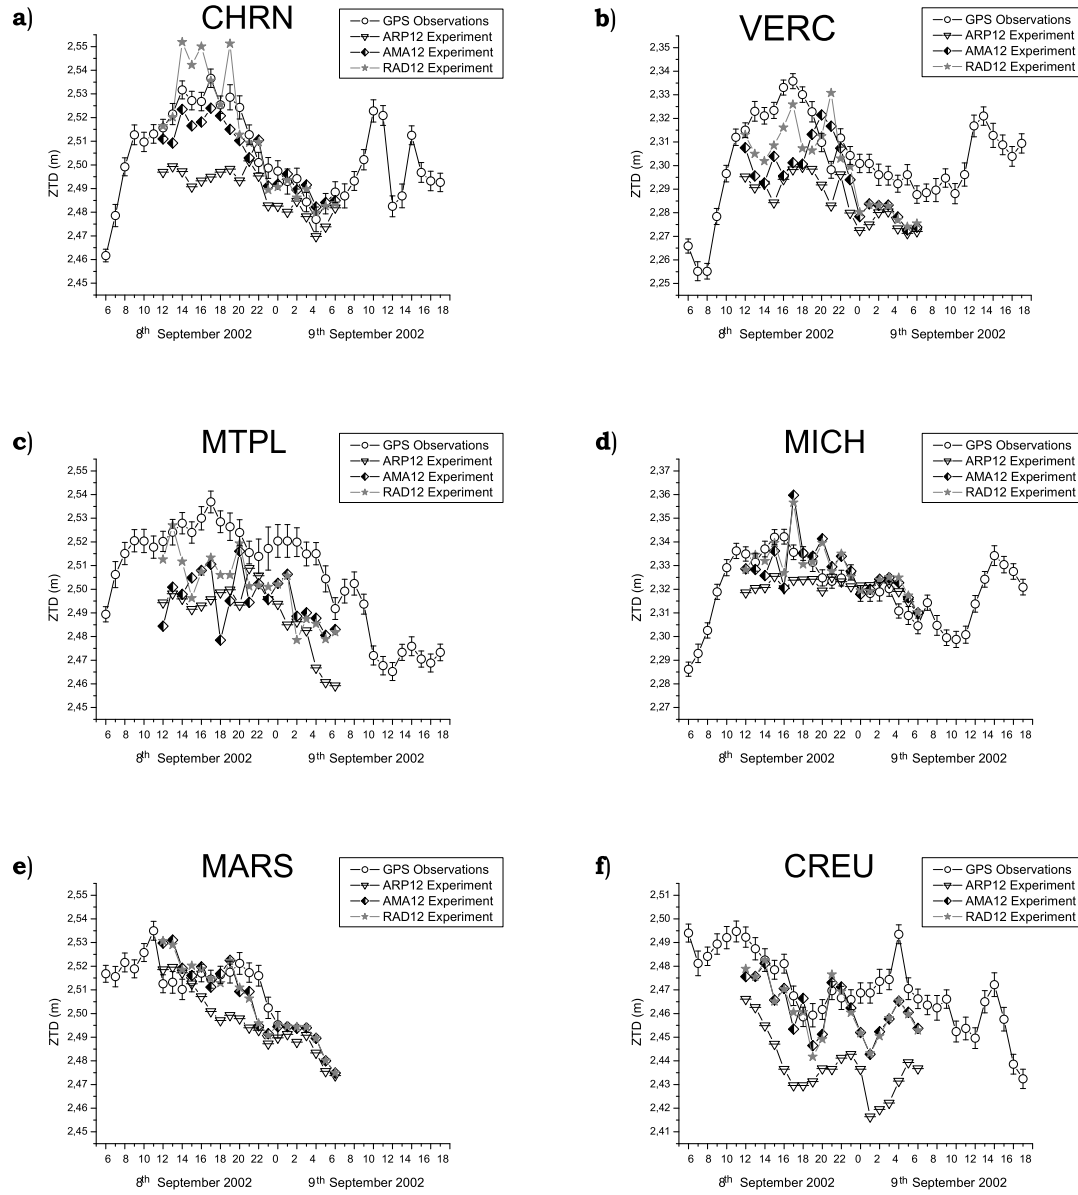 a)
CHRN
GPS Observations
ARP12 Experiment
AMA12 Experiment
RAD12 Experiment
ZTD (m)
2,55
2,54
2,53
2,52
2,51
2,50
2,49
2,48
2,47
2,46
2,45
6 8 10 12 14 16 18 20 22 0 2 4 6 8 10 12 14 16 18
8th September 2002 9th September 2002
b)
VERC
GPS Observations
ARP12 Experiment
AMA12 Experiment
RAD12 Experiment
ZTD (m)
2,35
2,34
2,33
2,32
2,31
2,30
2,29
2,28
2,27
2,26
2,25
6 8 10 12 14 16 18 20 22 0 2 4 6 8 10 12 14 16 18
8th September 2002 9th September 2002
c)
MTPL
GPS Observations
ARP12 Experiment
AMA12 Experiment
RAD12 Experiment
ZTD (m)
2,55
2,54
2,53
2,52
2,51
2,50
2,49
2,48
2,47
2,46
2,45
6 8 10 12 14 16 18 20 22 0 2 4 6 8 10 12 14 16 18
8th September 2002 9th September 2002
d)
MICH
GPS Observations
ARP12 Experiment
AMA12 Experiment
RAD12 Experiment
ZTD (m)
2,37
2,36
2,35
2,34
2,33
2,32
2,31
2,30
2,29
2,28
2,27
6 8 10 12 14 16 18 20 22 0 2 4 6 8 10 12 14 16 18
8th September 2002 9th September 2002
e)
MARS
GPS Observations
ARP12 Experiment
AMA12 Experiment
RAD12 Experiment
ZTD (m)
2,55
2,54
2,53
2,52
2,51
2,50
2,49
2,48
2,47
2,46
2,45
6 8 10 12 14 16 18 20 22 0 2 4 6 8 10 12 14 16 18
8th September 2002 9th September 2002
f)
CREU
GPS Observations
ARP12 Experiment
AMA12 Experiment
RAD12 Experiment
ZTD (m)
2,51
2,50
2,49
2,48
2,47
2,46
2,45
2,44
2,43
2,42
2,41
6 8 10 12 14 16 18 20 22 0 2 4 6 8 10 12 14 16 18
8th September 2002 9th September 2002